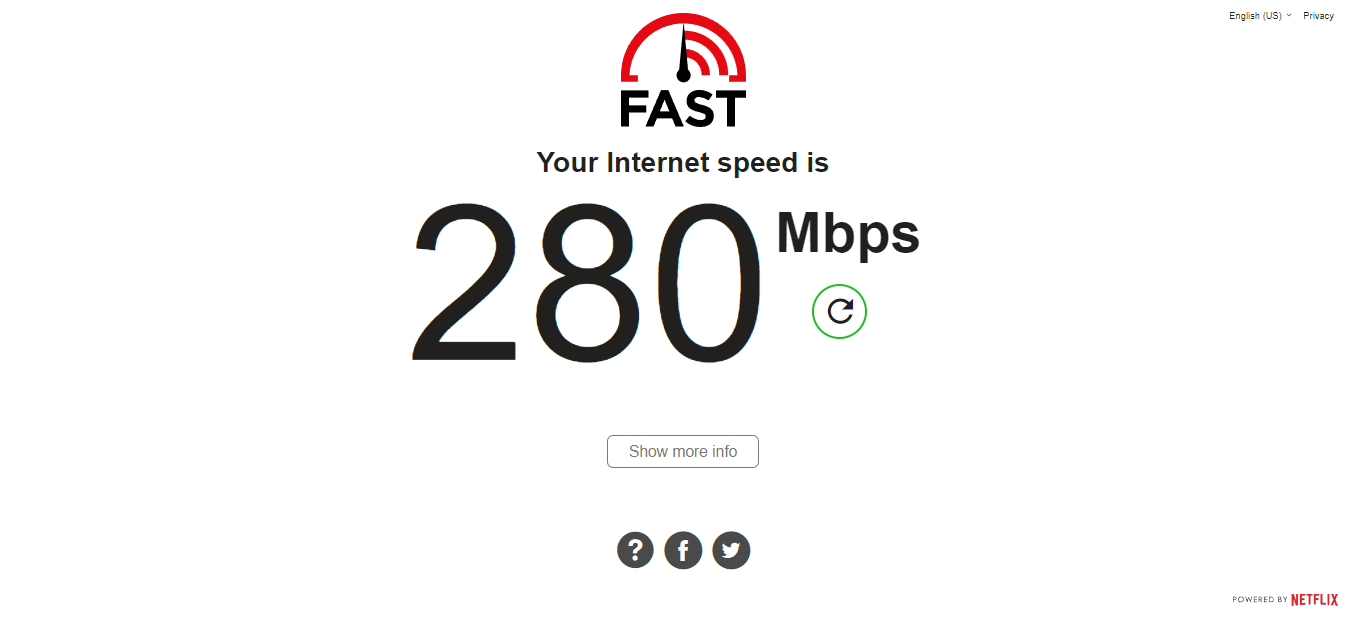 English (US) Privacy
FAST
Your Internet speed is
280 Mbps
Show more info
?
f
POWERED BY NETFLIX